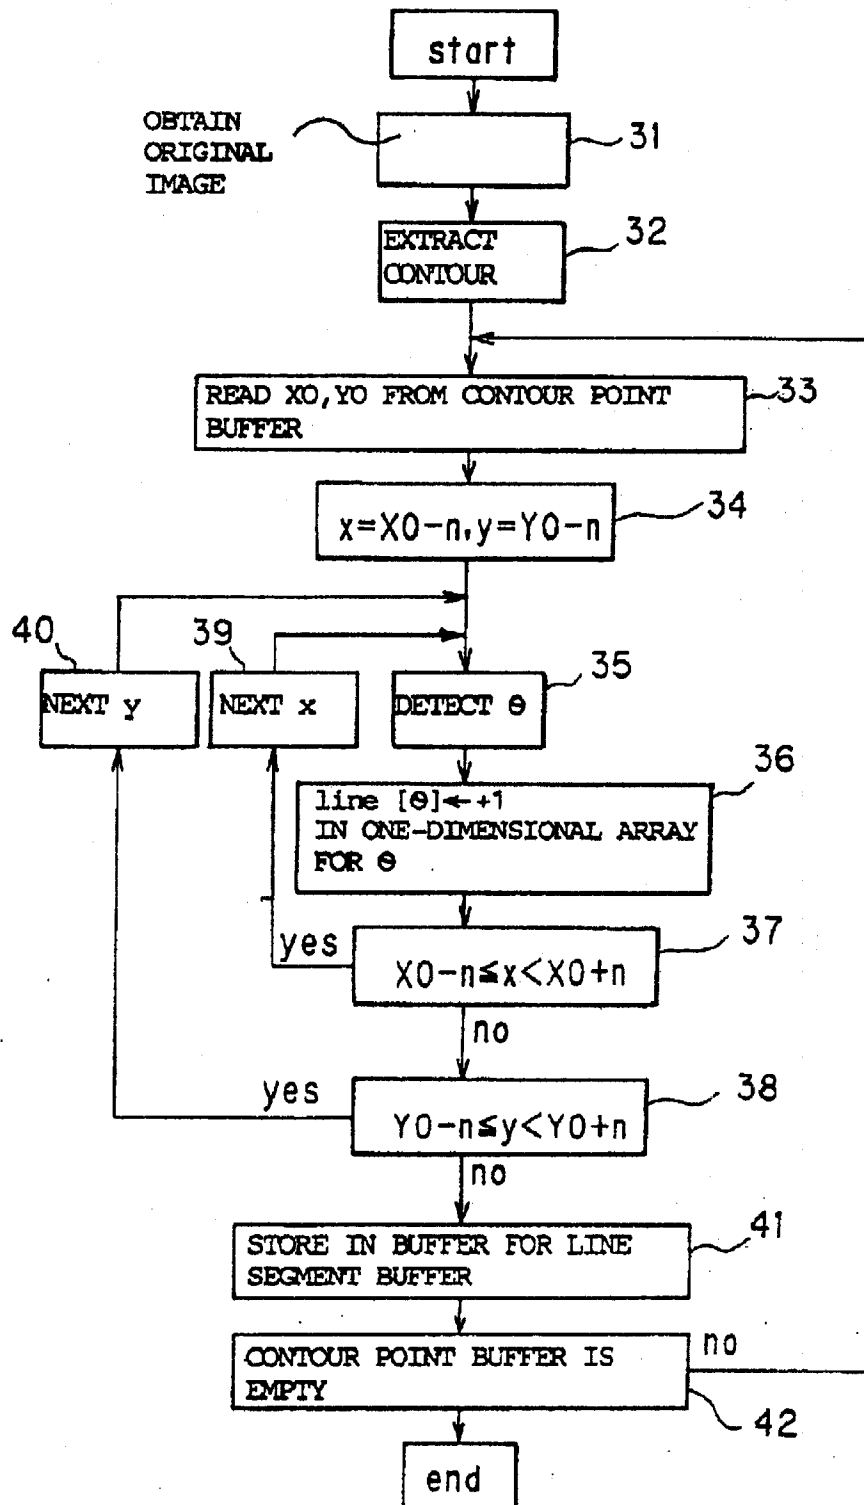 start
OBTAIN
ORIGINAL
IMAGE
31
EXTRACT
CONTOUR
32
READ X0,Y0 FROM CONTOUR POINT
BUFFER
33
x=X0-n,y=Y0-n
34
40
39
NEXT y
NEXT x
DETECT Θ
35
36
line [Θ]←+1
IN ONE-DIMENSIONAL ARRAY
FOR Θ
yes
X0-n≦x<X0+n
37
no
yes
Y0-n≦y<Y0+n
38
no
STORE IN BUFFER FOR LINE
SEGMENT BUFFER
41
CONTOUR POINT BUFFER IS
EMPTY
no
42
end